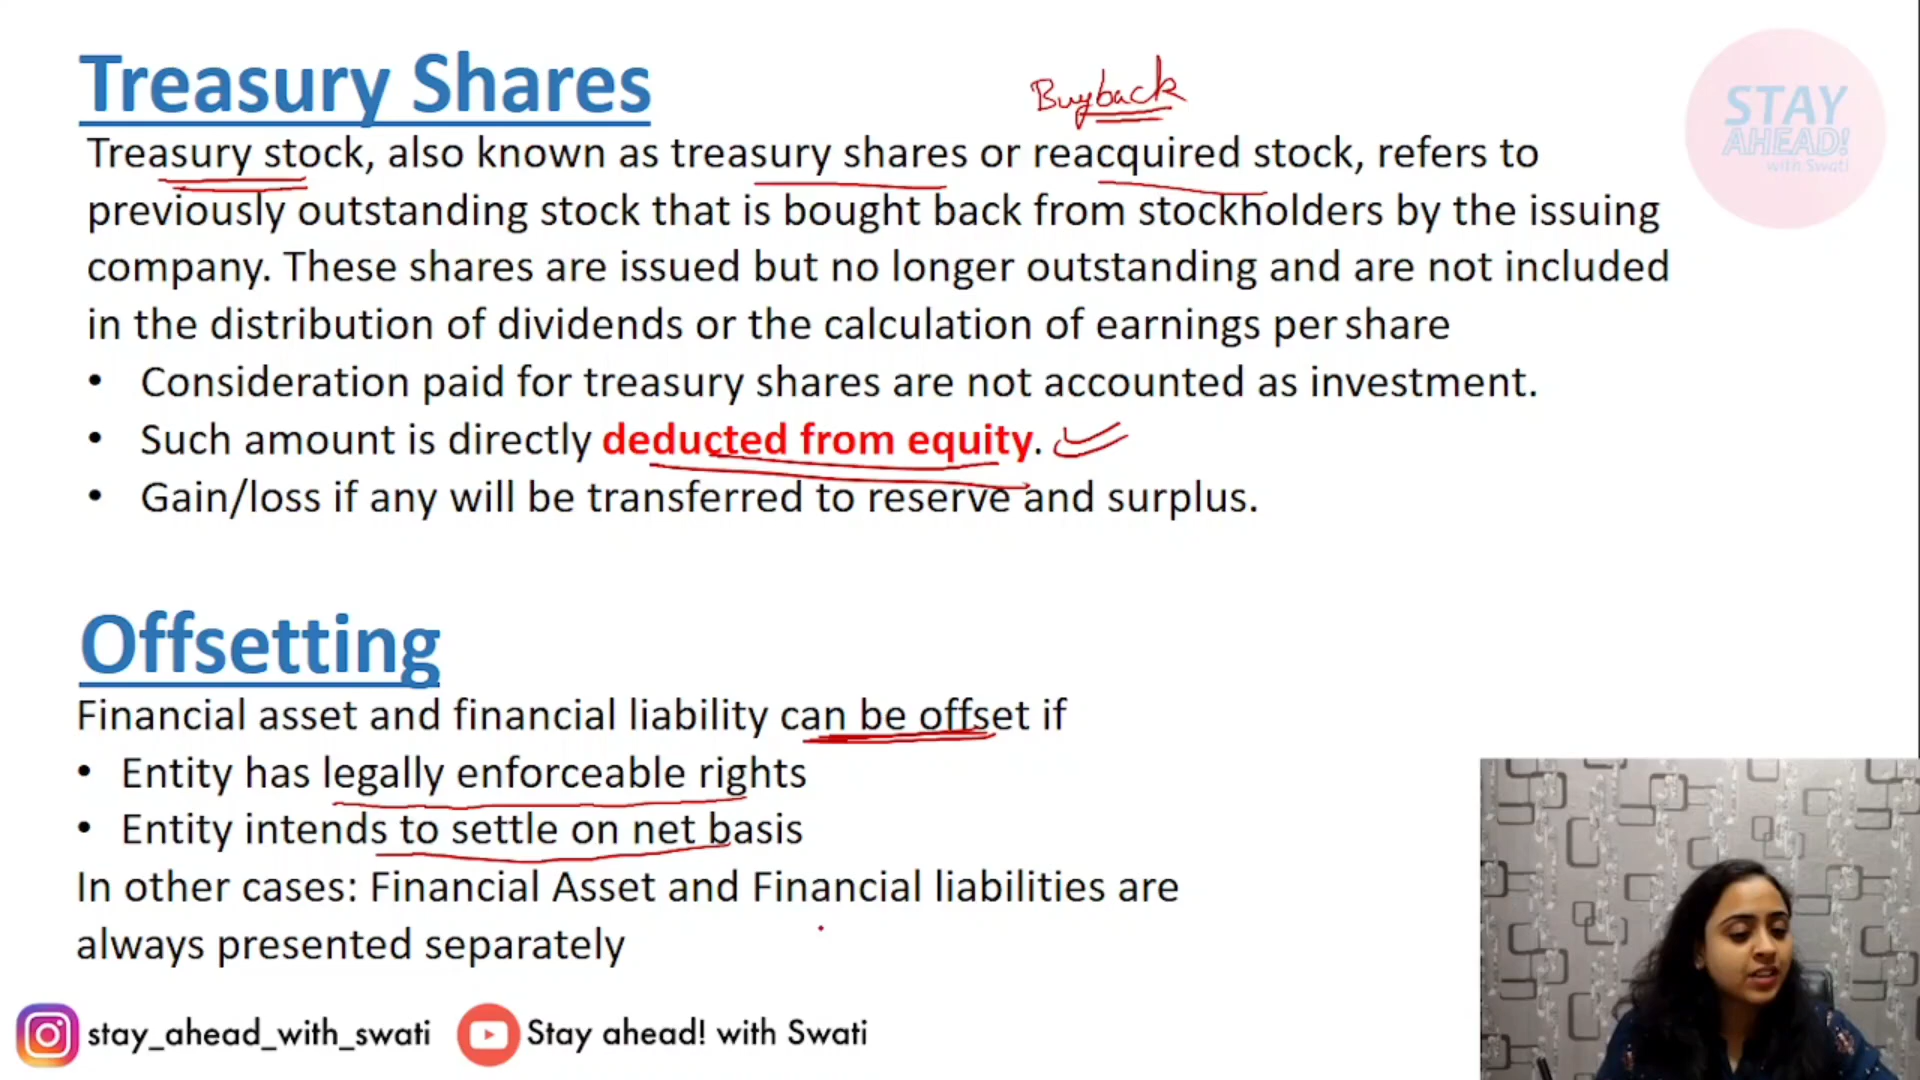 Treasury Shares
Buyback
Treasury stock, also known as treasury shares or reacquired stock, refers to
previously outstanding stock that is bought back from stockholders by the issuing
company. These shares are issued but no longer outstanding and are not included
in the distribution of dividends or the calculation of earnings per share
• Consideration paid for treasury shares are not accounted as investment.
• Such amount is directly deducted from equity.
• Gain/loss if any will be transferred to reserve and surplus.
Offsetting
Financial asset and financial liability can be offset if
• Entity has legally enforceable rights
• Entity intends to settle on net basis
In other cases: Financial Asset and Financial liabilities are
always presented separately
stay_ahead_with_swati
Stay ahead! with Swati
STAY
AHEAD!
with Swati